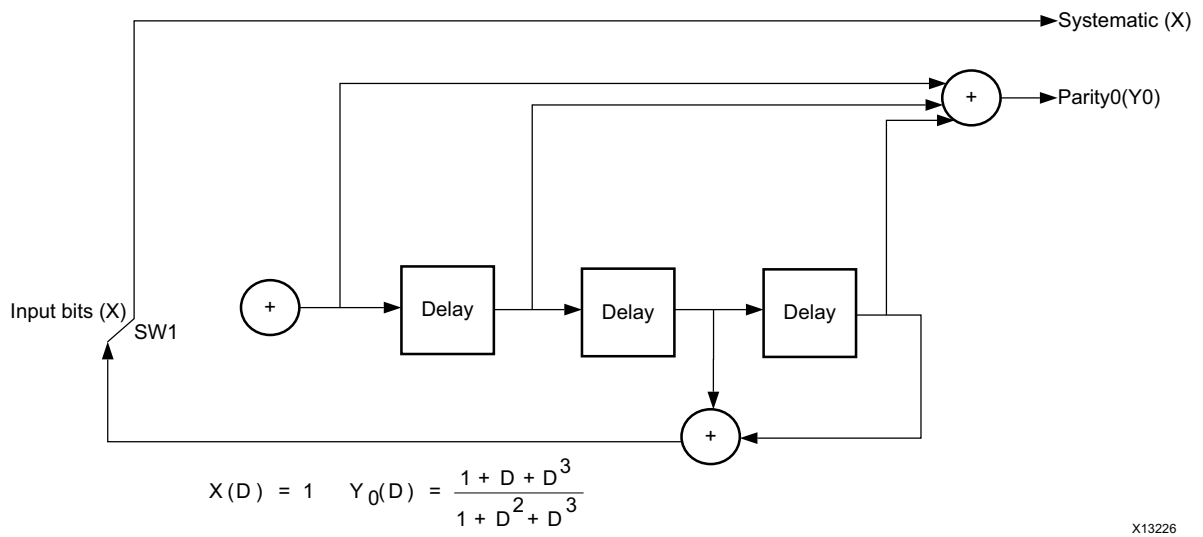 Systematic (X)
+
Parity0(Y0)
Input bits (X)
SW1
+
Delay
Delay
Delay
+
X(D) = 1 Y0(D) = 1 + D + D^3 / 1 + D^2 + D^3
X13226